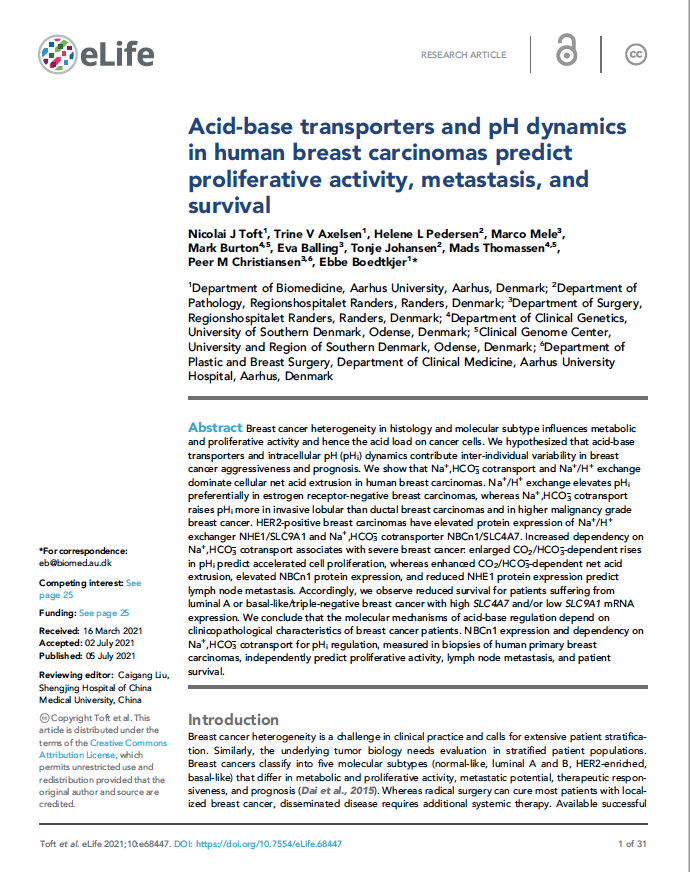 eLife
RESEARCH ARTICLE
cc
Acid-base transporters and pH dynamics
in human breast carcinomas predict
proliferative activity, metastasis, and
survival
Nicolai J Toft¹, Trine V Axelsen¹, Helene L Pedersen², Marco Mele³,
Mark Burton⁴,⁵, Eva Balling³, Tonje Johansen², Mads Thomassen⁴,⁵,
Peer M Christiansen³,⁶, Ebbe Boedtkjer¹*
¹Department of Biomedicine, Aarhus University, Aarhus, Denmark; ²Department of
Pathology, Regionshospitalet Randers, Randers, Denmark; ³Department of Surgery,
Regionshospitalet Randers, Randers, Denmark; ⁴Department of Clinical Genetics,
University of Southern Denmark, Odense, Denmark; ⁵Clinical Genome Center,
University and Region of Southern Denmark, Odense, Denmark; ⁶Department of
Plastic and Breast Surgery, Department of Clinical Medicine, Aarhus University
Hospital, Aarhus, Denmark
Abstract Breast cancer heterogeneity in histology and molecular subtype influences metabolic
and proliferative activity and hence the acid load on cancer cells. We hypothesized that acid-base
transporters and intracellular pH (pHi) dynamics contribute inter-individual variability in breast
cancer aggressiveness and prognosis. We show that Na⁺,HCO₃⁻ cotransport and Na⁺/H⁺ exchange
dominate cellular net acid extrusion in human breast carcinomas. Na⁺/H⁺ exchange elevates pHi
preferentially in estrogen receptor-negative breast carcinomas, whereas Na⁺,HCO₃⁻ cotransport
raises pHi more in invasive lobular than ductal breast carcinomas and in higher malignancy grade
breast cancer. HER2-positive breast carcinomas have elevated protein expression of Na⁺/H⁺
exchanger NHE1/SLC9A1 and Na⁺,HCO₃⁻ cotransporter NBCn1/SLC4A7. Increased dependency on
Na⁺,HCO₃⁻ cotransport associates with severe breast cancer: enlarged CO₂/HCO₃⁻-dependent rises
in pHi predict accelerated cell proliferation, whereas enhanced CO₂/HCO₃⁻-dependent net acid
extrusion, elevated NBCn1 protein expression, and reduced NHE1 protein expression predict
lymph node metastasis. Accordingly, we observe reduced survival for patients suffering from
luminal A or basal-like/triple-negative breast cancer with high SLC4A7 and/or low SLC9A1 mRNA
expression. We conclude that the molecular mechanisms of acid-base regulation depend on
clinicopathological characteristics of breast cancer patients. NBCn1 expression and dependency on
Na⁺,HCO₃⁻ cotransport for pHi regulation, measured in biopsies of human primary breast
carcinomas, independently predict proliferative activity, lymph node metastasis, and patient
survival.
*For correspondence:
eb@biomed.au.dk
Competing interest: See
page 25
Funding: See page 25
Received: 16 March 2021
Accepted: 02 July 2021
Published: 05 July 2021
Reviewing editor: Caigang Liu,
Shengjing Hospital of China
Medical University, China
cc Copyright Toft et al. This
article is distributed under the
terms of the Creative Commons
Attribution License, which
permits unrestricted use and
redistribution provided that the
original author and source are
credited.
Introduction
Breast cancer heterogeneity is a challenge in clinical practice and calls for extensive patient stratifica-
tion. Similarly, the underlying tumor biology needs evaluation in stratified patient populations.
Breast cancers classify into five molecular subtypes (normal-like, luminal A and B, HER2-enriched,
basal-like) that differ in metabolic and proliferative activity, metastatic potential, therapeutic respon-
siveness, and prognosis (Dai et al., 2015). Whereas radical surgery can cure most patients with local-
ized breast cancer, disseminated disease requires additional systemic therapy. Available successful
Toft et al. eLife 2021;10:e68447. DOI: https://doi.org/10.7554/eLife.68447
1 of 31